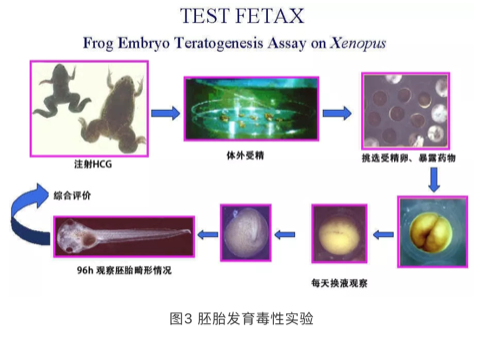 TEST FETAX
Frog Embryo Teratogenesis Assay on Xenopus
注射HCG
体外受精
挑选受精卵、暴露药物
综合评价
96h 观察胚胎畸形情况
每天换液观察
图3 胚胎发育毒性实验